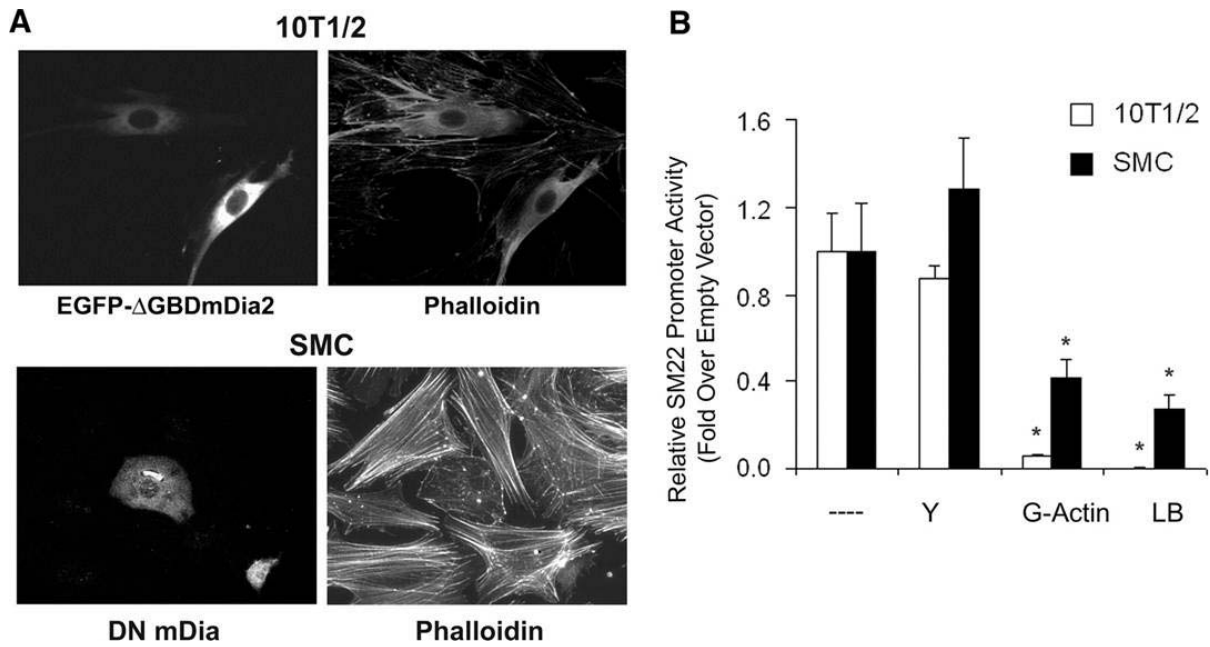 A
10T1/2
EGFP-ΔGBDmDia2
Phalloidin
SMC
DN mDia
Phalloidin
B
Relative SM22 Promoter Activity
(Fold Over Empty Vector)
1.6
1.2
0.8
0.4
0.0
10T1/2
SMC
*
*
*
*
----
Y
G-Actin
LB